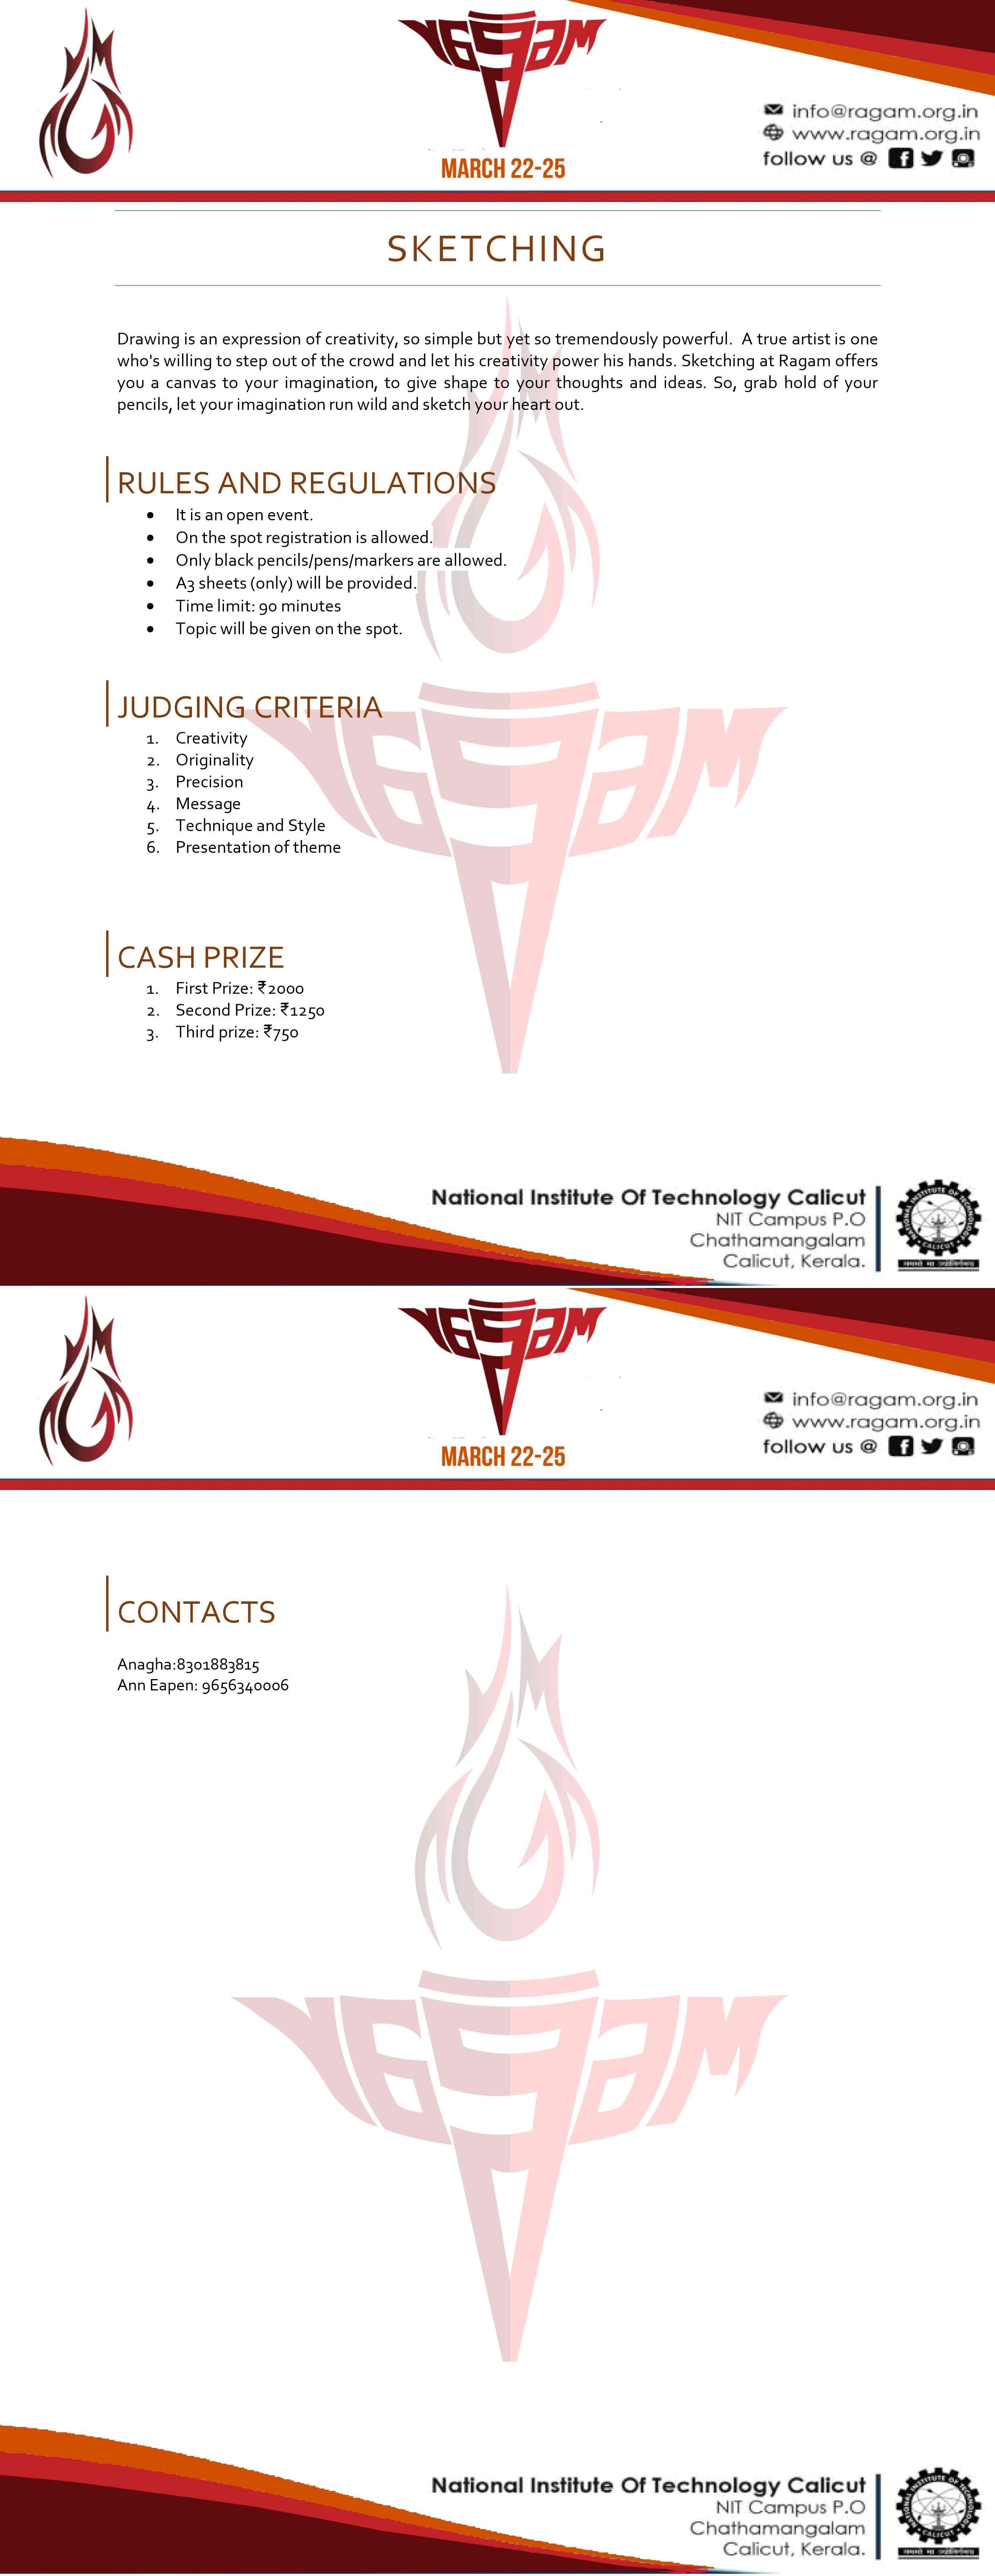 ragam
MARCH 22-25
info@ragam.org.in
www.ragam.org.in
follow us @
SKETCHING
Drawing is an expression of creativity, so simple but yet so tremendously powerful.  A true artist is one
who's willing to step out of the crowd and let his creativity power his hands. Sketching at Ragam offers
you a canvas to your imagination, to give shape to your thoughts and ideas. So, grab hold of your
pencils, let your imagination run wild and sketch your heart out.
RULES AND REGULATIONS
• It is an open event.
• On the spot registration is allowed.
• Only black pencils/pens/markers are allowed.
• A3 sheets (only) will be provided.
• Time limit: 90 minutes
• Topic will be given on the spot.
JUDGING CRITERIA
1. Creativity
2. Originality
3. Precision
4. Message
5. Technique and Style
6. Presentation of theme
CASH PRIZE
1. First Prize: ₹2000
2. Second Prize: ₹1250
3. Third prize: ₹750
National Institute Of Technology Calicut
NIT Campus P.O
Chathamangalam
Calicut, Kerala.
ragam
MARCH 22-25
info@ragam.org.in
www.ragam.org.in
follow us @
CONTACTS
Anagha:8301883815
Ann Eapen: 9656340006
National Institute Of Technology Calicut
NIT Campus P.O
Chathamangalam
Calicut, Kerala.